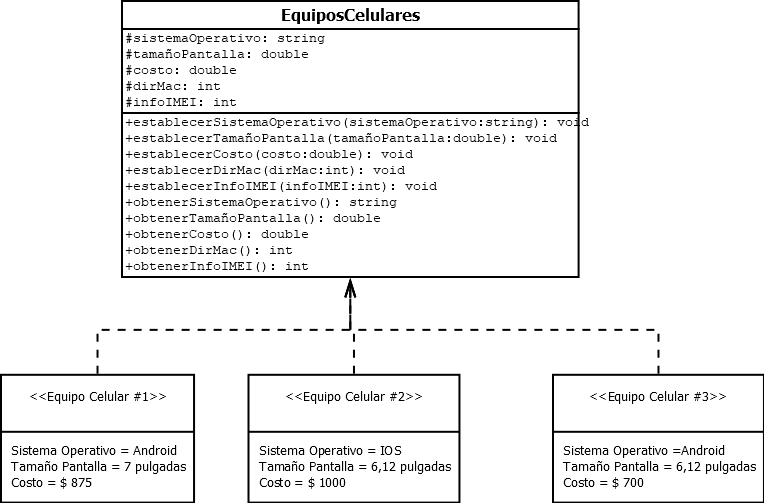 EquiposCelulares
#sistemaOperativo: string
#tamañoPantalla: double
#costo: double
#dirMac: int
#infoIMEI: int
+establecerSistemaOperativo(sistemaOperativo:string): void
+establecerTamañoPantalla(tamañoPantalla:double): void
+establecerCosto(costo:double): void
+establecerDirMac(dirMac:int): void
+establecerInfoIMEI(infoIMEI:int): void
+obtenerSistemaOperativo(): string
+obtenerTamañoPantalla(): double
+obtenerCosto(): double
+obtenerDirMac(): int
+obtenerInfoIMEI(): int
<<Equipo Celular #1>>
Sistema Operativo = Android
Tamaño Pantalla = 7 pulgadas
Costo = $ 875
<<Equipo Celular #2>>
Sistema Operativo = IOS
Tamaño Pantalla = 6,12 pulgadas
Costo = $ 1000
<<Equipo Celular #3>>
Sistema Operativo =Android
Tamaño Pantalla = 6,12 pulgadas
Costo = $ 700